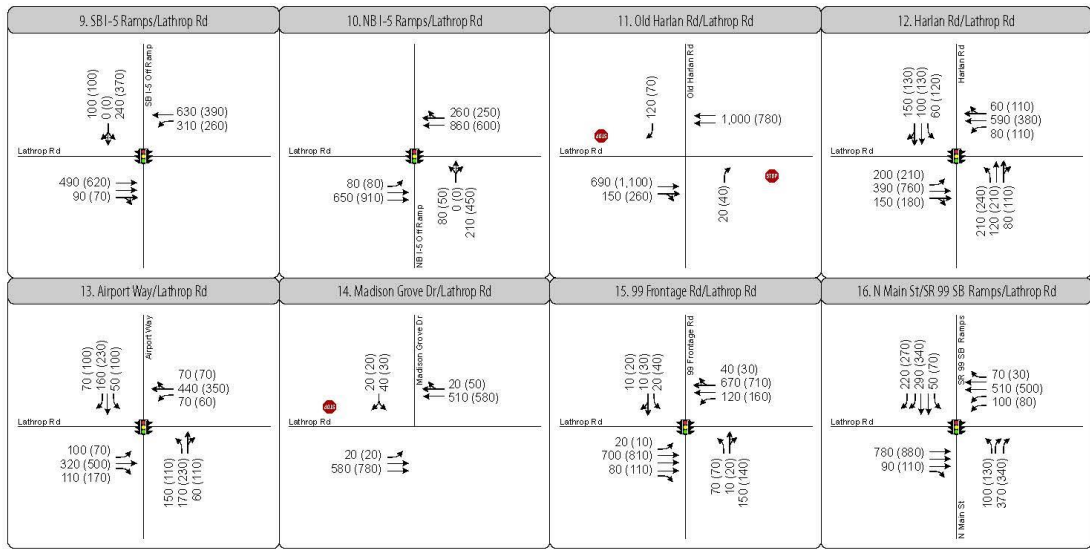 9. SB I-5 Ramps/Lathrop Rd
100 (100)
0 (0)
240 (370)
SB I-5 Off Ramp
630 (390)
310 (260)
Lathrop Rd
490 (620)
90 (70)
10. NB I-5 Ramps/Lathrop Rd
260 (250)
860 (600)
Lathrop Rd
80 (80)
650 (910)
NB I-5 Off Ramp
80 (50)
0 (0)
210 (450)
11. Old Harlan Rd/Lathrop Rd
120 (70)
Old Harlan Rd
1,000 (780)
STOP
Lathrop Rd
STOP
690 (1,100)
150 (260)
20 (40)
12. Harlan Rd/Lathrop Rd
150 (130)
100 (130)
60 (120)
Harlan Rd
60 (110)
590 (380)
80 (110)
Lathrop Rd
200 (210)
390 (760)
150 (180)
210 (240)
120 (210)
80 (110)
13. Airport Way/Lathrop Rd
70 (100)
160 (230)
50 (100)
Airport Way
70 (70)
440 (350)
70 (60)
Lathrop Rd
100 (70)
320 (500)
110 (170)
150 (110)
170 (230)
60 (110)
14. Madison Grove Dr/Lathrop Rd
20 (20)
40 (30)
Madison Grove Dr
20 (50)
510 (580)
STOP
Lathrop Rd
20 (20)
580 (780)
15. 99 Frontage Rd/Lathrop Rd
10 (20)
10 (30)
20 (40)
99 Frontage Rd
40 (30)
670 (710)
120 (160)
Lathrop Rd
20 (10)
700 (810)
80 (110)
70 (70)
10 (20)
150 (140)
16. N Main St/SR 99 SB Ramps/Lathrop Rd
220 (270)
290 (340)
50 (70)
SR 99 SB Ramps
70 (30)
510 (500)
100 (80)
Lathrop Rd
780 (880)
90 (110)
N Main St
100 (130)
370 (340)